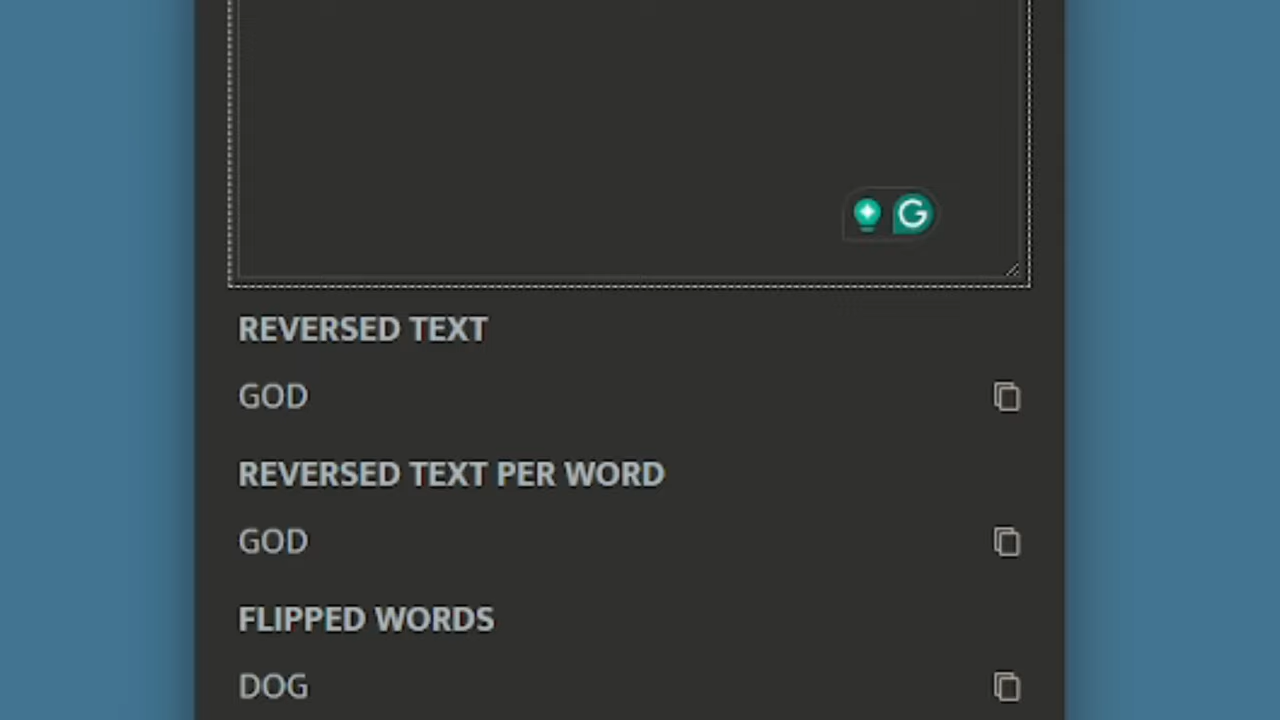 REVERSED TEXT
GOD
REVERSED TEXT PER WORD
GOD
FLIPPED WORDS
DOG